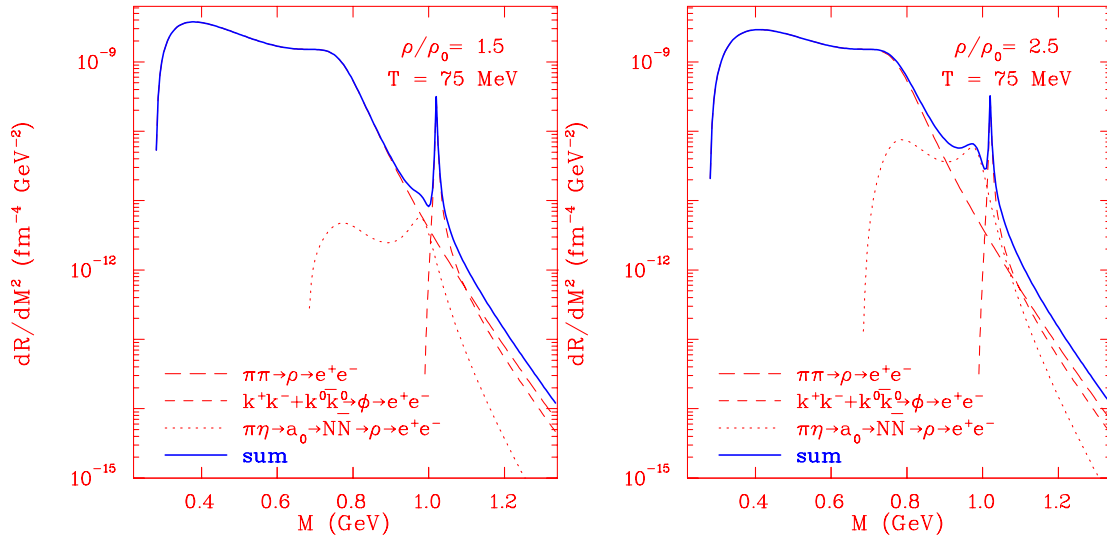 dR/dM² (fm⁻⁴ GeV⁻²)
10⁻⁹
10⁻¹²
10⁻¹⁵
ρ/ρ₀= 1.5
T = 75 MeV
ππ→ρ→e⁺e⁻
k⁺k⁻+k⁰k̅⁰→ϕ→e⁺e⁻
πη→a₀→NN̅→ρ→e⁺e⁻
sum
0.4 0.6 0.8 1.0 1.2
M (GeV)
dR/dM² (fm⁻⁴ GeV⁻²)
10⁻⁹
10⁻¹²
10⁻¹⁵
ρ/ρ₀= 2.5
T = 75 MeV
ππ→ρ→e⁺e⁻
k⁺k⁻+k⁰k̅⁰→ϕ→e⁺e⁻
πη→a₀→NN̅→ρ→e⁺e⁻
sum
0.4 0.6 0.8 1.0 1.2
M (GeV)